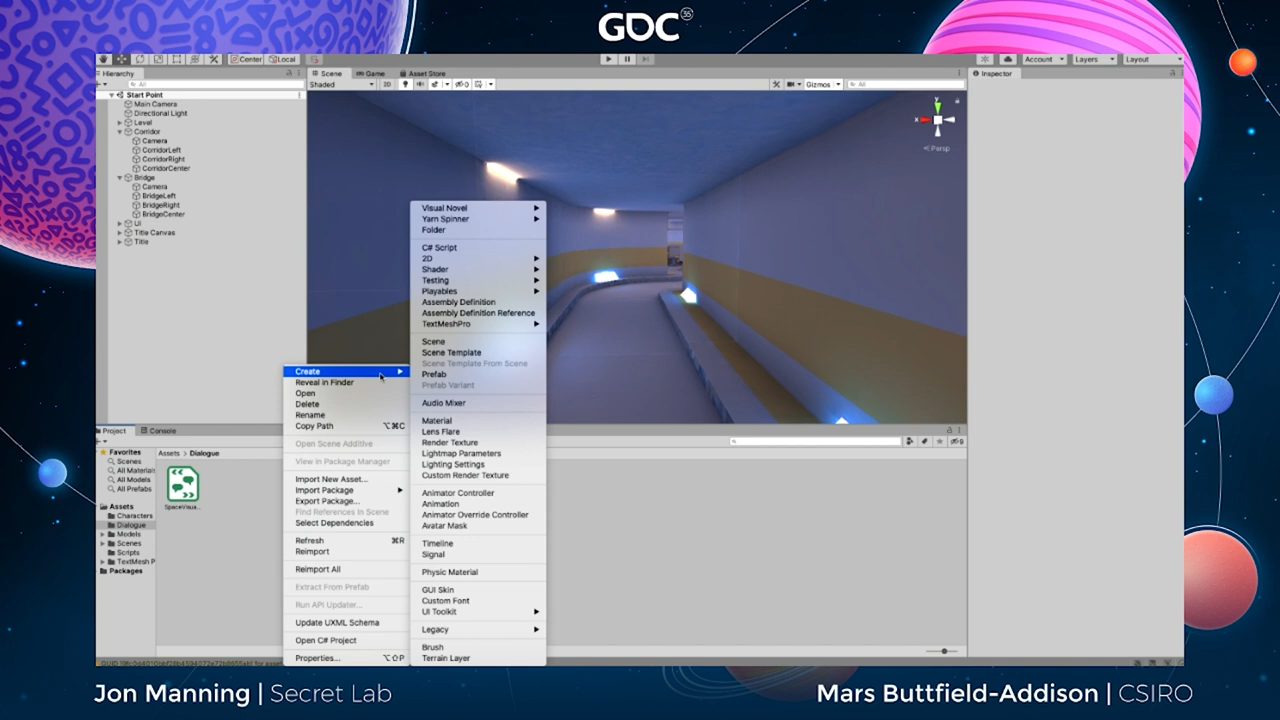 GDC 35
Center Local
Account Layers Layout
Hierarchy
All
Start Point
Main Camera
Directional Light
Level
Corridor
Camera
CorridorLeft
CorridorRight
CorridorCenter
Bridge
Camera
BridgeLeft
BridgeRight
BridgeCenter
UI
Title Canvas
Title
Scene Game Asset Store
Shaded 2D Gizmos All
Persp
Inspector
Create
Reveal in Finder
Open
Delete
Rename
Copy Path ⌥⌘C
Open Scene Additive
View in Package Manager
Import New Asset...
Import Package
Export Package...
Find References In Scene
Select Dependencies
Refresh ⌘R
Reimport
Reimport All
Extract From Prefab
Run API Updater...
Update UXML Schema
Open C# Project
Properties... ⌥⇧P
Visual Novel
Yarn Spinner
Folder
C# Script
2D
Shader
Testing
Playables
Assembly Definition
Assembly Definition Reference
TextMeshPro
Scene
Scene Template
Scene Template From Scene
Prefab
Prefab Variant
Audio Mixer
Material
Lens Flare
Render Texture
Lightmap Parameters
Lighting Settings
Custom Render Texture
Animator Controller
Animation
Animator Override Controller
Avatar Mask
Timeline
Signal
Physic Material
GUI Skin
Custom Font
UI Toolkit
Legacy
Brush
Terrain Layer
Project Console
Favorites
Scenes
All Materials
All Models
All Prefabs
Assets
Characters
Dialogue
Models
Scenes
Scripts
TextMesh P
Packages
Assets > Dialogue
SpaceVisua...
Jon Manning | Secret Lab
Mars Buttfield-Addison | CSIRO